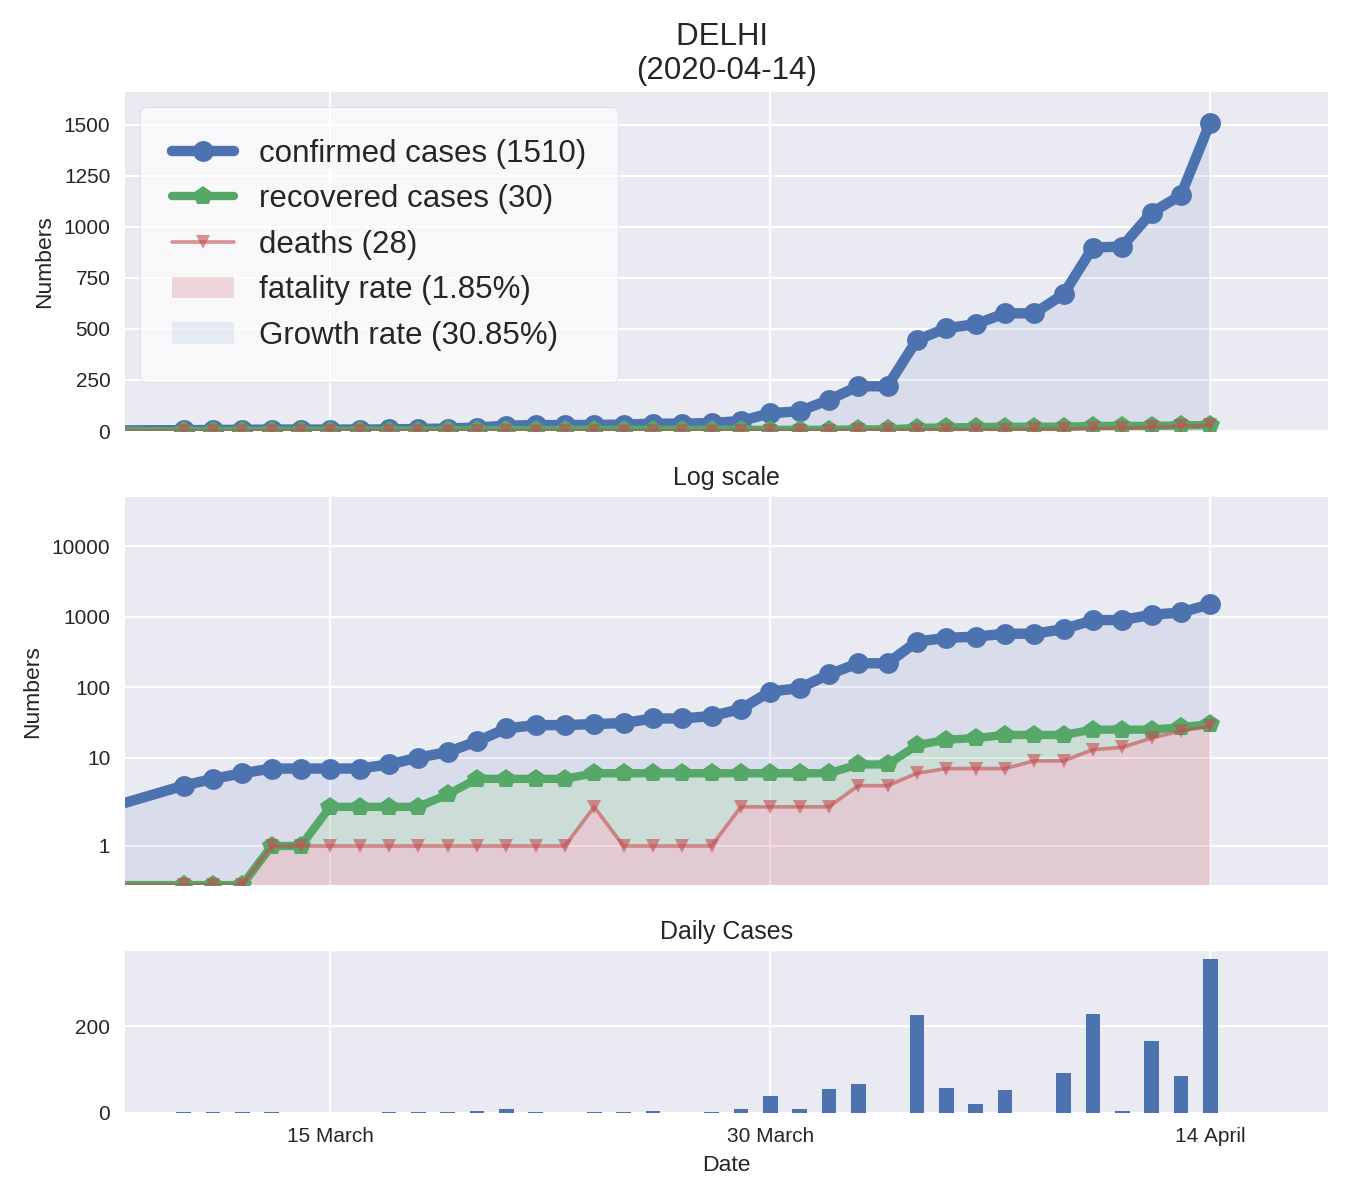 DELHI
(2020-04-14)
1500
1250
1000
750
500
250
0
Numbers
confirmed cases (1510)
recovered cases (30)
deaths (28)
fatality rate (1.85%)
Growth rate (30.85%)
Log scale
10000
1000
100
10
1
Numbers
Daily Cases
200
0
15 March
30 March
14 April
Date